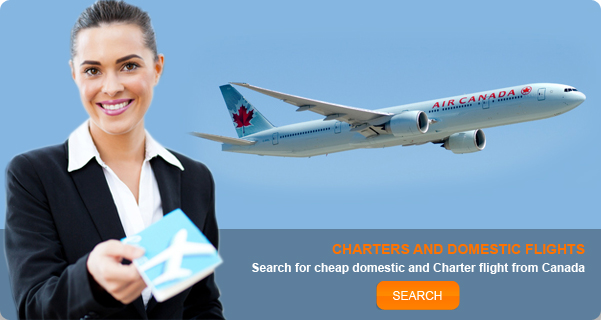 AIR CANADA
CHARTERS AND DOMESTIC FLIGHTS
Search for cheap domestic and Charter flight from Canada
SEARCH